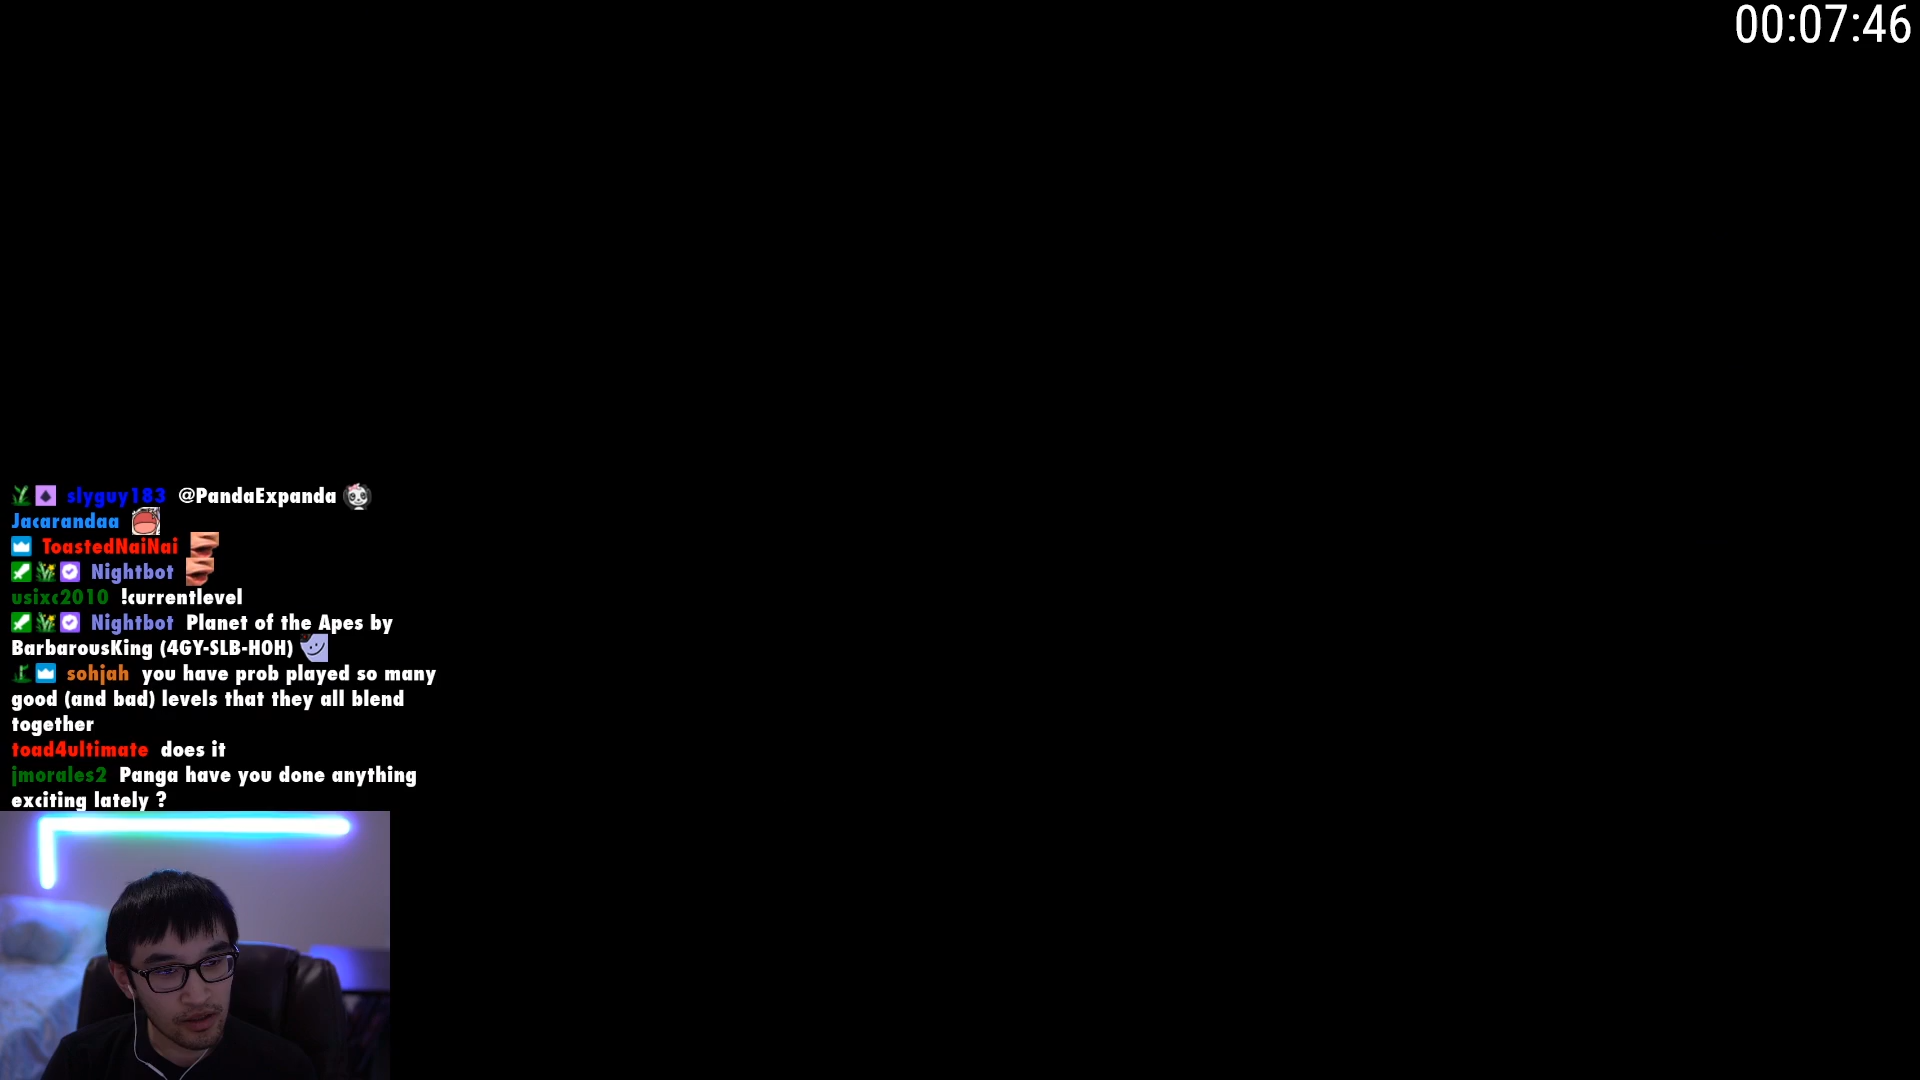 00:07:46
slyguy183 @PandaExpanda
Jacarandaa
ToastedNaiNai
Nightbot
usixc2010 !currentlevel
Nightbot Planet of the Apes by
BarbarousKing (4GY-SLB-HOH)
sohjah you have prob played so many
good (and bad) levels that they all blend
together
toad4ultimate does it
jmorales2 Panga have you done anything
exciting lately ?